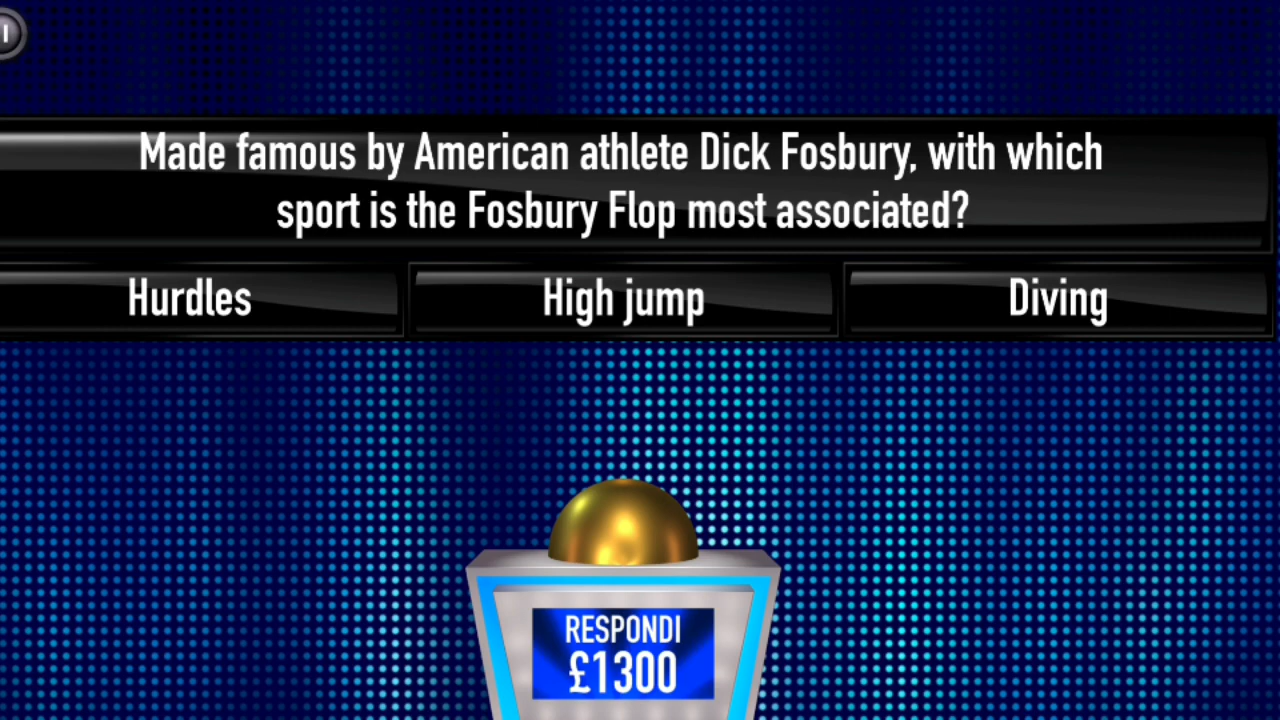 Made famous by American athlete Dick Fosbury, with which
sport is the Fosbury Flop most associated?
Hurdles
High jump
Diving
RESPONDI
£1300